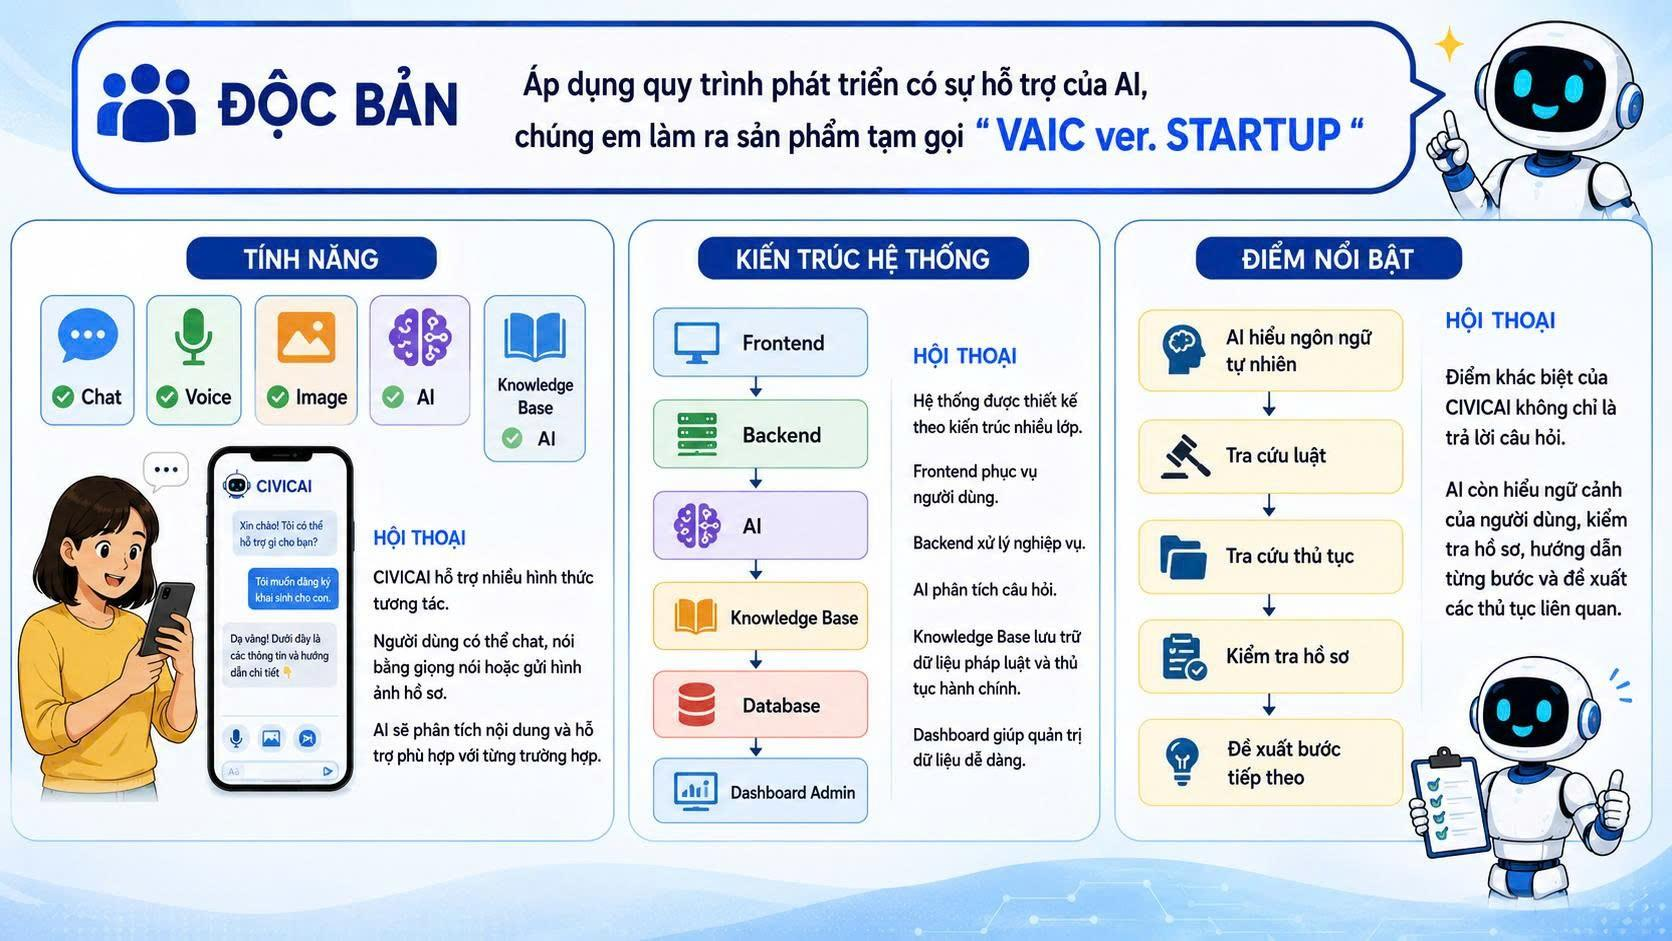 ĐỘC BẢN
Áp dụng quy trình phát triển có sự hỗ trợ của AI,
chúng em làm ra sản phẩm tạm gọi “ VAIC ver. STARTUP “
TÍNH NĂNG
Chat
Voice
Image
AI
Knowledge
Base
AI
CIVICAI
Xin chào! Tôi có thể
hỗ trợ gì cho bạn?
Tôi muốn đăng ký
khai sinh cho con.
Dạ vâng! Dưới đây là
các thông tin và hướng
dẫn chi tiết 👇
Aa
HỘI THOẠI
CIVICAI hỗ trợ nhiều hình thức
tương tác.
Người dùng có thể chat, nói
bằng giọng nói hoặc gửi hình
ảnh hồ sơ.
AI sẽ phân tích nội dung và hỗ
trợ phù hợp với từng trường hợp.
KIẾN TRÚC HỆ THỐNG
Frontend
Backend
AI
Knowledge Base
Database
Dashboard Admin
HỘI THOẠI
Hệ thống được thiết kế
theo kiến trúc nhiều lớp.
Frontend phục vụ
người dùng.
Backend xử lý nghiệp vụ.
AI phân tích câu hỏi.
Knowledge Base lưu trữ
dữ liệu pháp luật và thủ
tục hành chính.
Dashboard giúp quản trị
dữ liệu dễ dàng.
ĐIỂM NỔI BẬT
AI hiểu ngôn ngữ
tự nhiên
Tra cứu luật
Tra cứu thủ tục
Kiểm tra hồ sơ
Đề xuất bước
tiếp theo
HỘI THOẠI
Điểm khác biệt của
CIVICAI không chỉ là
trả lời câu hỏi.
AI còn hiểu ngữ cảnh
của người dùng, kiểm
tra hồ sơ, hướng dẫn
từng bước và đề xuất
các thủ tục liên quan.